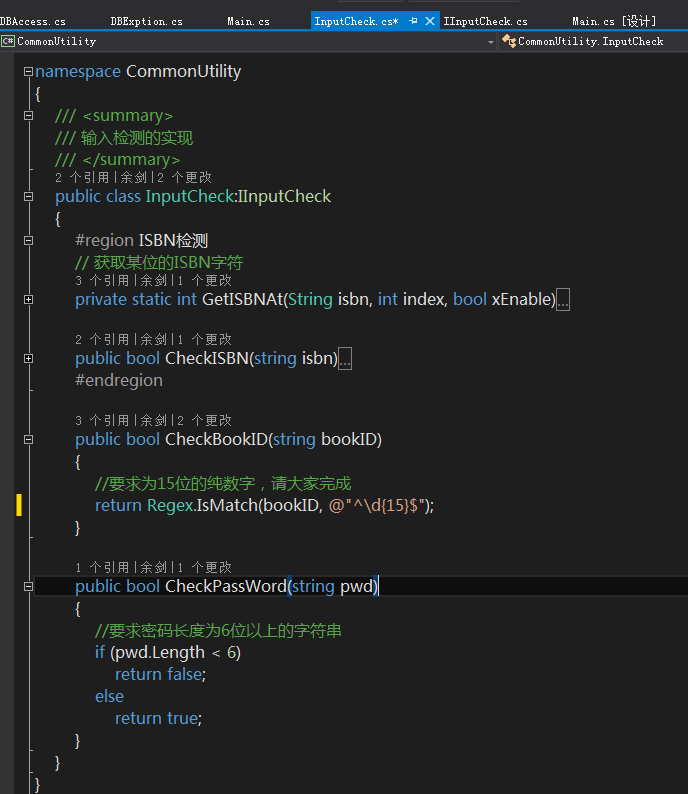 DBAccess.cs DBExption.cs Main.cs InputCheck.cs* IInputCheck.cs Main.cs [设计]
C# CommonUtility CommonUtility.InputCheck
namespace CommonUtility
{
/// <summary>
/// 输入检测的实现
/// </summary>
2 个引用|余剑|2 个更改
public class InputCheck:IInputCheck
{
#region ISBN检测
// 获取某位的ISBN字符
3 个引用|余剑|1 个更改
private static int GetISBNAt(String isbn, int index, bool xEnable)...
2 个引用|余剑|1 个更改
public bool CheckISBN(string isbn)...
#endregion
3 个引用|余剑|2 个更改
public bool CheckBookID(string bookID)
{
//要求为15位的纯数字，请大家完成
return Regex.IsMatch(bookID, @"^\d{15}$");
}
1 个引用|余剑|1 个更改
public bool CheckPassWord(string pwd)
{
//要求密码长度为6位以上的字符串
if (pwd.Length < 6)
return false;
else
return true;
}
}
}